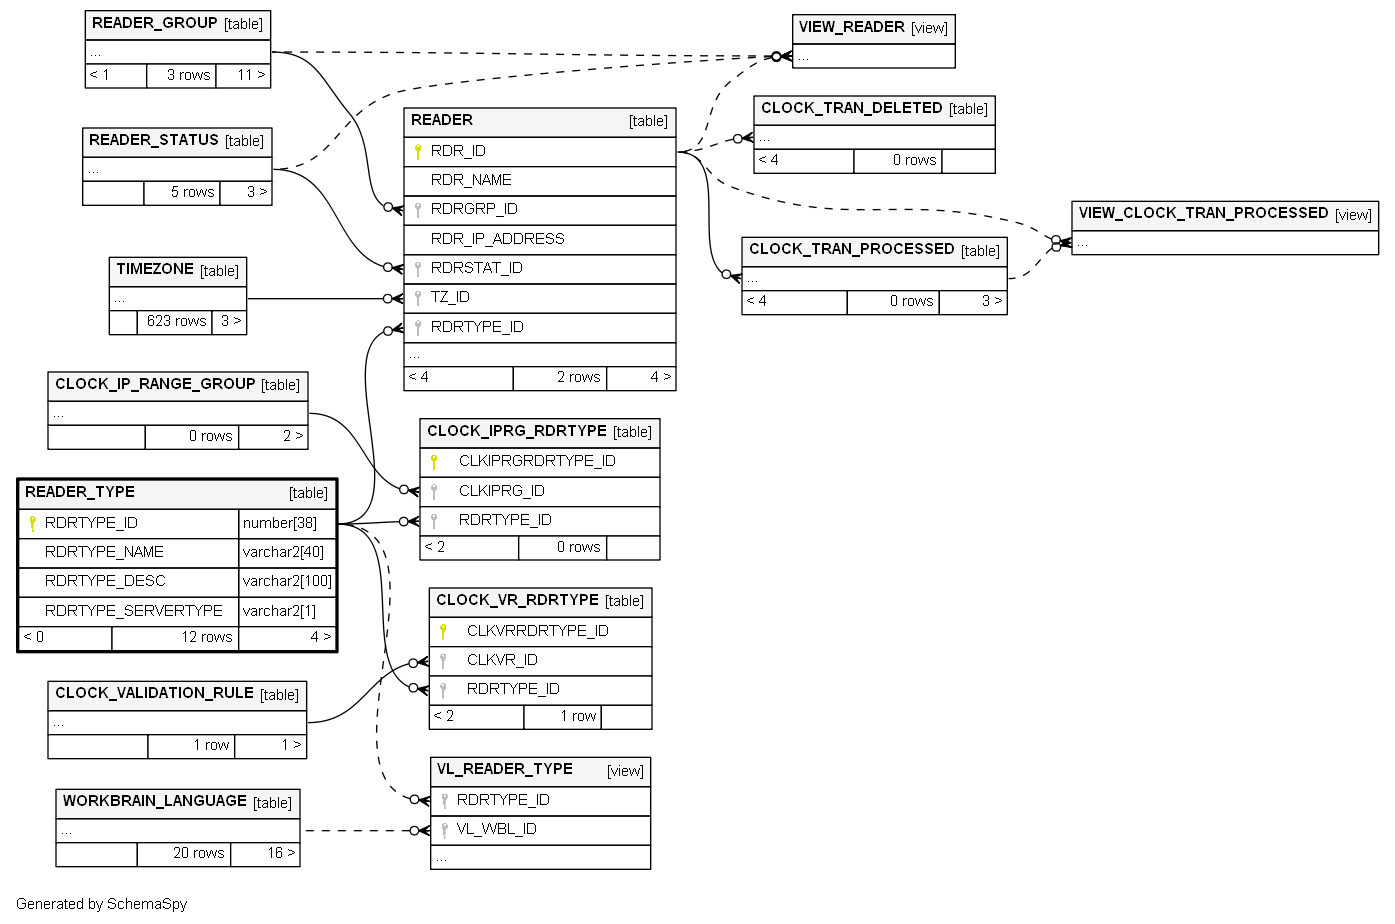 READER_GROUP [table]
...
< 1 3 rows 11 >
READER_STATUS [table]
...
5 rows 3 >
TIMEZONE [table]
...
623 rows 3 >
CLOCK_IP_RANGE_GROUP [table]
...
0 rows 2 >
READER_TYPE [table]
RDRTYPE_ID number[38]
RDRTYPE_NAME varchar2[40]
RDRTYPE_DESC varchar2[100]
RDRTYPE_SERVERTYPE varchar2[1]
< 0 12 rows 4 >
CLOCK_VALIDATION_RULE [table]
...
1 row 1 >
WORKBRAIN_LANGUAGE [table]
...
20 rows 16 >
READER [table]
RDR_ID
RDR_NAME
RDRGRP_ID
RDR_IP_ADDRESS
RDRSTAT_ID
TZ_ID
RDRTYPE_ID
...
< 4 2 rows 4 >
CLOCK_IPRG_RDRTYPE [table]
CLKIPRGRDRTYPE_ID
CLKIPRG_ID
RDRTYPE_ID
< 2 0 rows
CLOCK_VR_RDRTYPE [table]
CLKVRRDRTYPE_ID
CLKVR_ID
RDRTYPE_ID
< 2 1 row
VL_READER_TYPE [view]
RDRTYPE_ID
VL_WBL_ID
...
VIEW_READER [view]
...
CLOCK_TRAN_DELETED [table]
...
< 4 0 rows
CLOCK_TRAN_PROCESSED [table]
...
< 4 0 rows 3 >
VIEW_CLOCK_TRAN_PROCESSED [view]
...
Generated by SchemaSpy